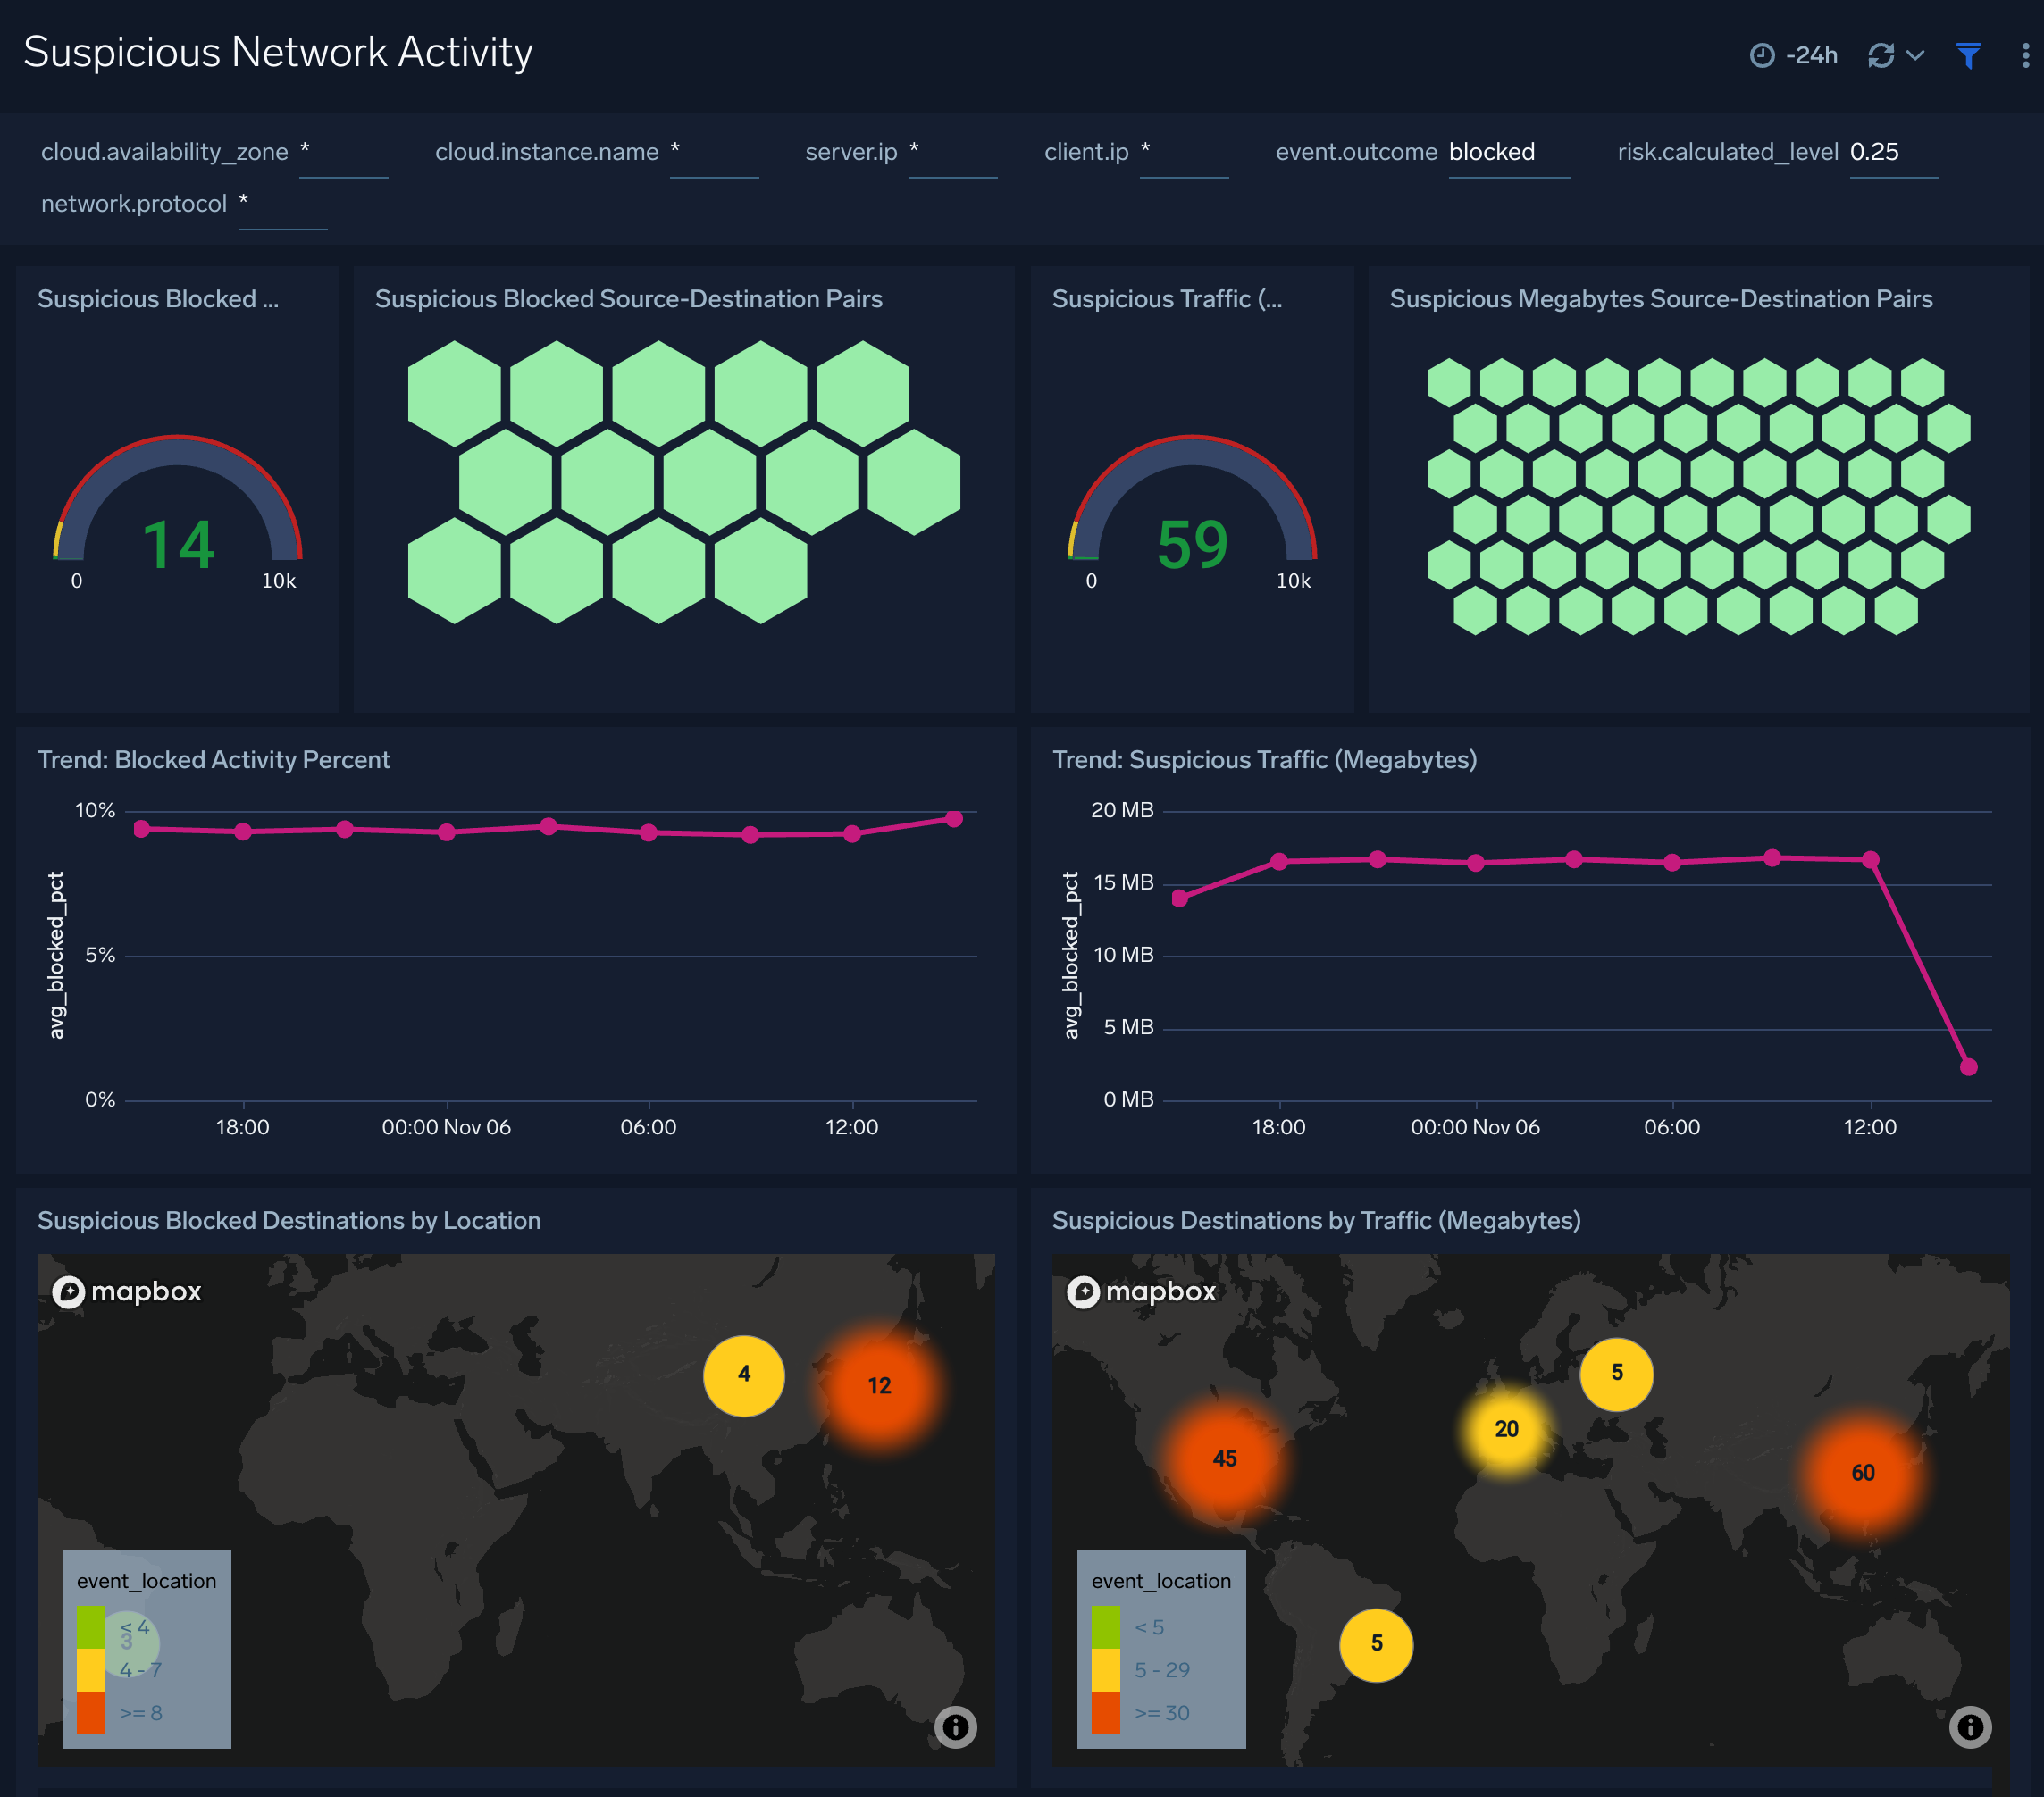 Suspicious Network Activity
-24h
cloud.availability_zone *
cloud.instance.name *
server.ip *
client.ip *
event.outcome blocked
risk.calculated_level 0.25
network.protocol *
Suspicious Blocked ...
14
0
10k
Suspicious Blocked Source-Destination Pairs
Suspicious Traffic (...
59
0
10k
Suspicious Megabytes Source-Destination Pairs
Trend: Blocked Activity Percent
avg_blocked_pct
10%
5%
0%
18:00
00:00 Nov 06
06:00
12:00
Trend: Suspicious Traffic (Megabytes)
avg_blocked_pct
20 MB
15 MB
10 MB
5 MB
0 MB
18:00
00:00 Nov 06
06:00
12:00
Suspicious Blocked Destinations by Location
mapbox
4
12
event_location
< 4
3
4 - 7
>= 8
Suspicious Destinations by Traffic (Megabytes)
mapbox
5
20
45
60
5
event_location
< 5
5 - 29
>= 30